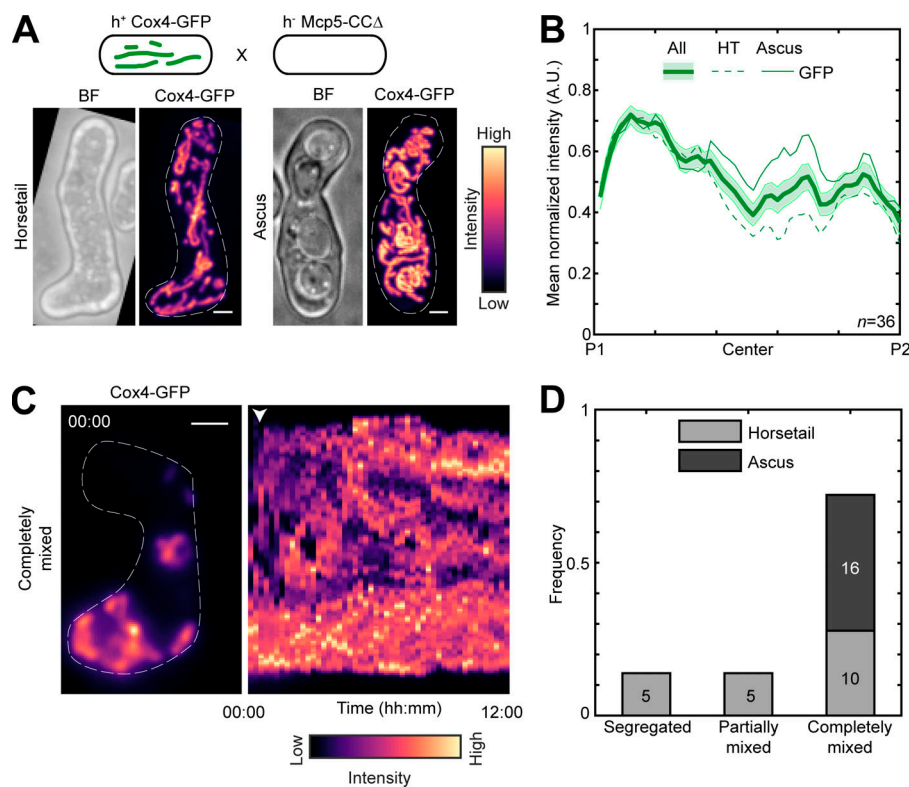 A
h⁺ Cox4-GFP
X
h⁻ Mcp5-CCΔ
BF
Cox4-GFP
BF
Cox4-GFP
Horsetail
Ascus
High
Intensity
Low
B
All HT Ascus
GFP
Mean normalized intensity (A.U.)
1
0.8
0.6
0.4
0.2
0
n=36
P1 Center P2
C
Cox4-GFP
00:00
Completely
mixed
00:00 Time (hh:mm) 12:00
Low High
Intensity
D
Horsetail
Ascus
Frequency
1
0.5
0
5
5
16
10
Segregated
Partially
mixed
Completely
mixed